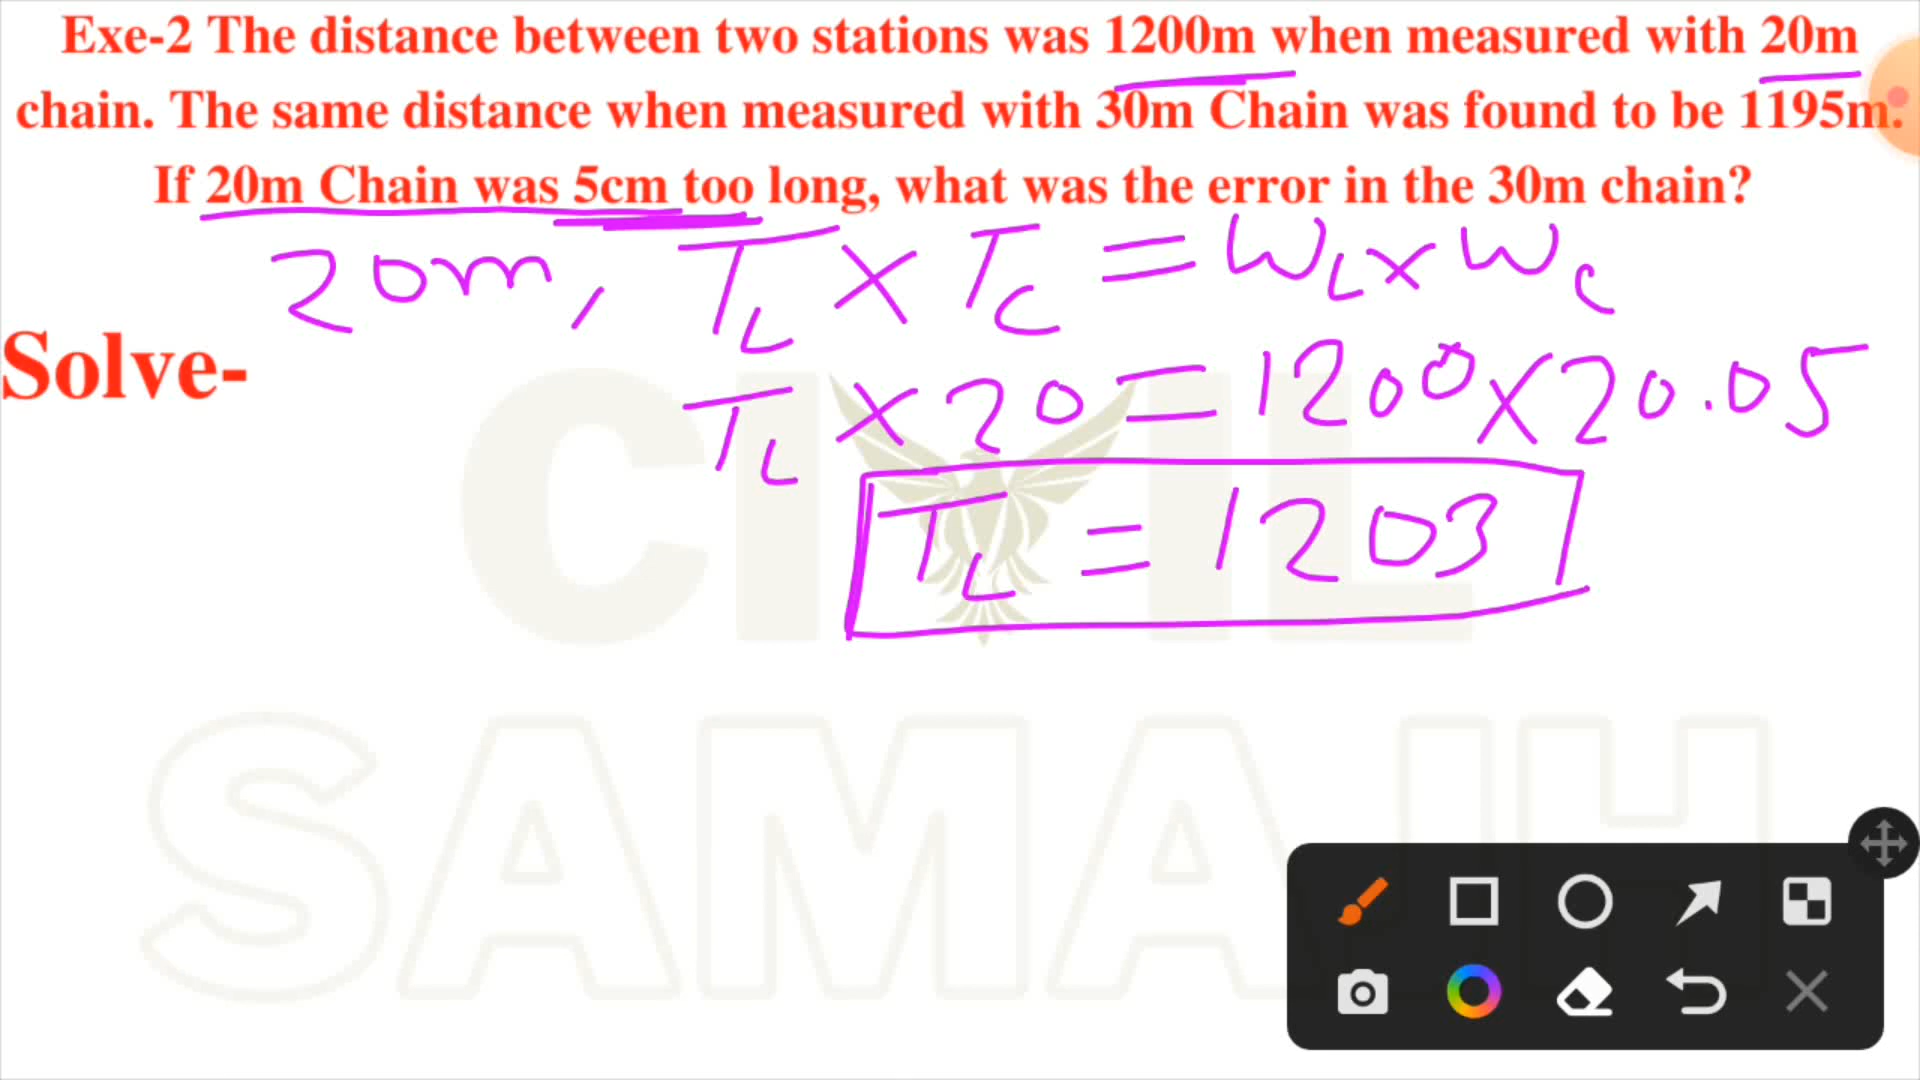 Exe-2 The distance between two stations was 1200m when measured with 20m
chain. The same distance when measured with 30m Chain was found to be 1195m.
If 20m Chain was 5cm too long, what was the error in the 30m chain?
20m, TL × TC = WL × WC
Solve-
TL × 20 = 1200 × 20.05
TL = 1203
CIVIL
SAMAJH